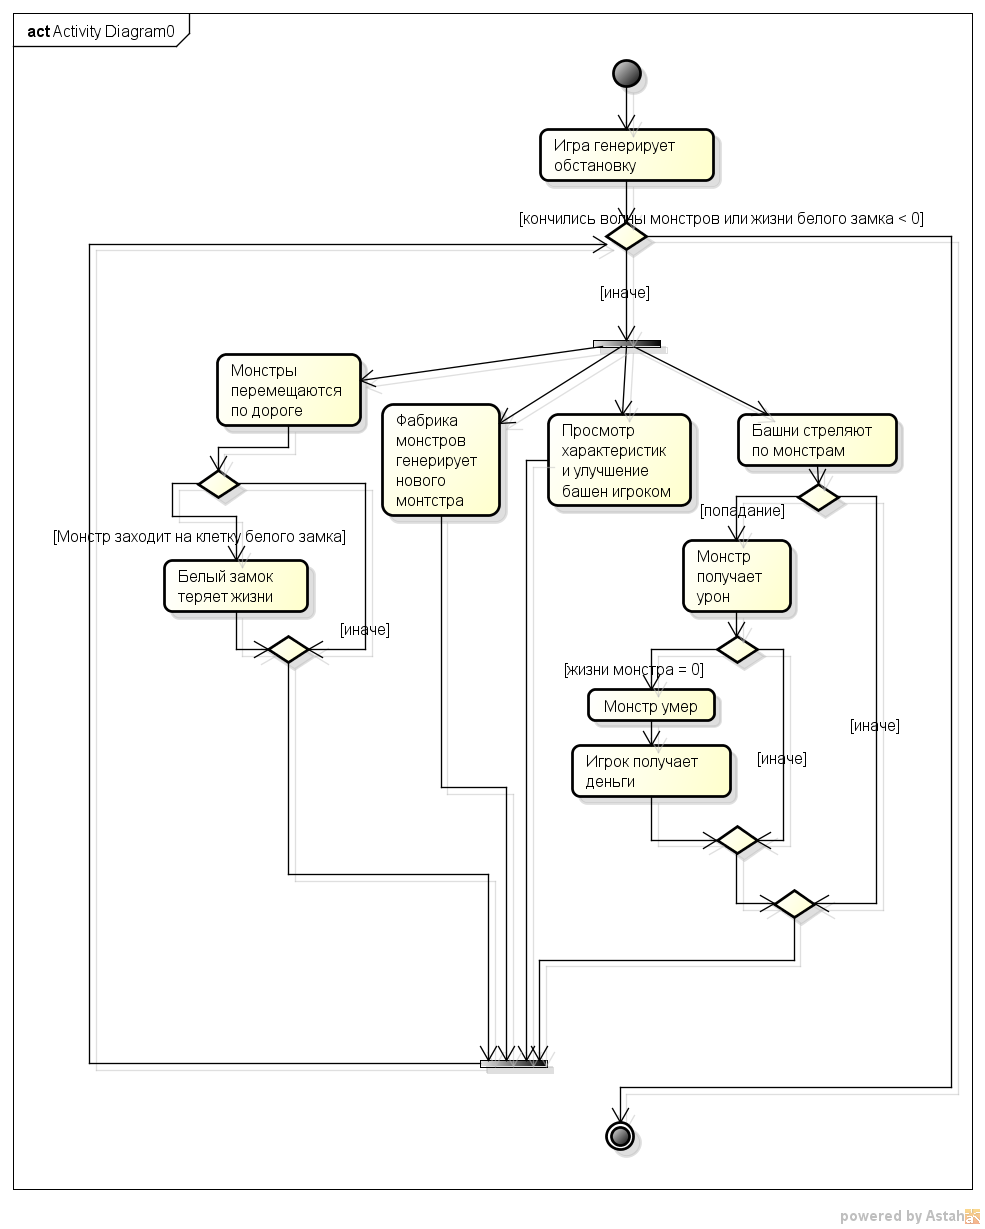 act Activity Diagram0
Игра генерирует
обстановку
[кончились волны монстров или жизни белого замка < 0]
[иначе]
Монстры
перемещаются
по дороге
Фабрика
монстров
генерирует
нового
монтстра
Просмотр
характеристик
и улучшение
башен игроком
Башни стреляют
по монстрам
[попадание]
[Монстр заходит на клетку белого замка]
Монстр
получает
урон
Белый замок
теряет жизни
[иначе]
[жизни монстра = 0]
Монстр умер
[иначе]
Игрок получает
деньги
[иначе]
powered by Astah